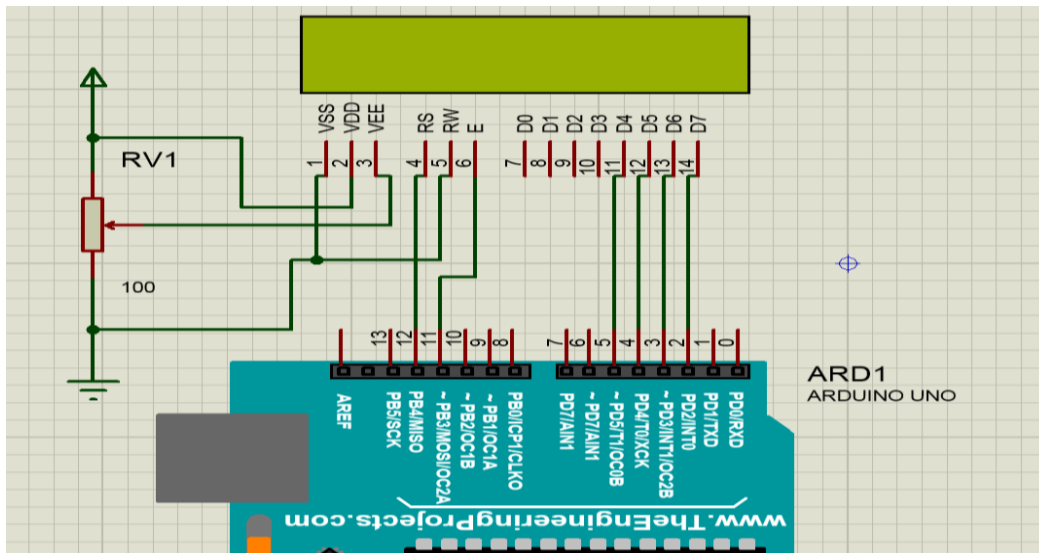 VSS
VDD
VEE
RS
RW
E
D0
D1
D2
D3
D4
D5
D6
D7
1
2
3
4
5
6
7
8
9
10
11
12
13
14
RV1
100
13
12
11
10
9
8
7
6
5
4
3
2
1
0
ARD1
ARDUINO UNO
AREF
PB5/SCK
PB4/MISO
~ PB3/MOSI/OC2A
~ PB2/OC1B
~ PB1/OC1A
PB0/ICP1/CLKO
PD7/AIN1
~ PD7/AIN1
~ PD5/T1/OC0B
PD4/T0/XCK
~ PD3/INT1/OC2B
PD2/INT0
PD1/TXD
PD0/RXD
www.TheEngineeringProjects.com